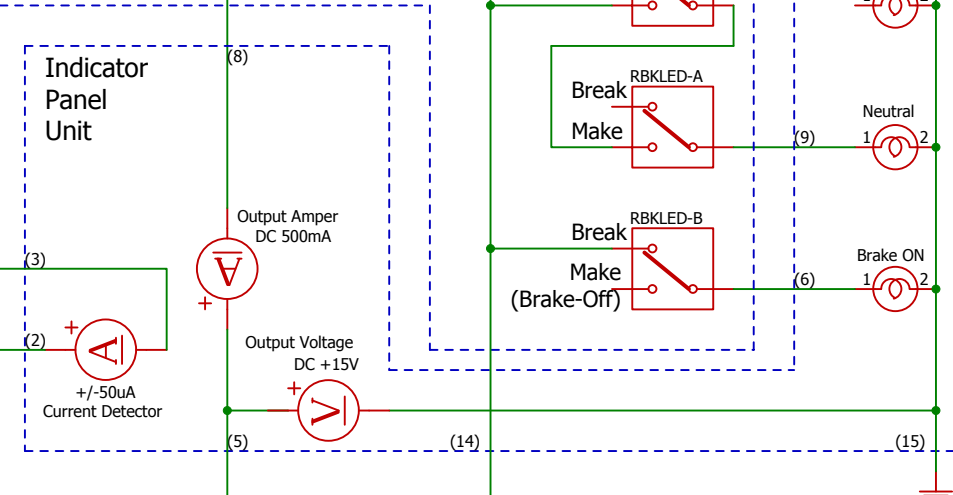 (8)
Indicator
Panel
Unit
RBKLED-A
Break
Make
Neutral
(9)
1
2
Output Amper
DC 500mA
A
+
RBKLED-B
Break
Make
(Brake-Off)
Brake ON
(6)
1
2
(3)
(2)
+
A
+/-50uA
Current Detector
Output Voltage
DC +15V
+
V
(5)
(14)
(15)